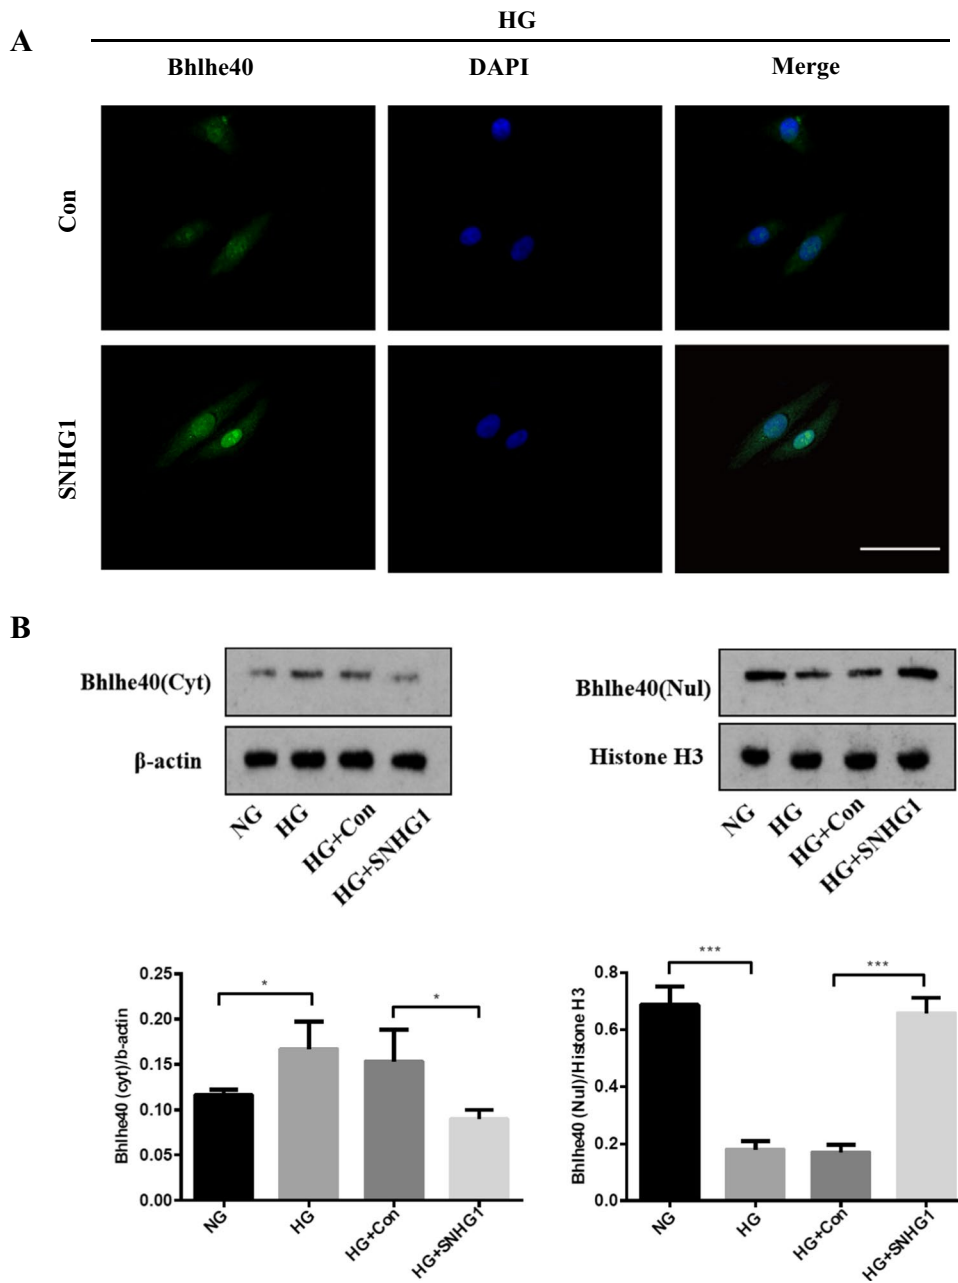 A
HG
Bhlhe40
DAPI
Merge
Con
SNHG1
B
Bhlhe40(Cyt)
β-actin
NG
HG
HG+Con
HG+SNHG1
Bhlhe40(Nul)
Histone H3
NG
HG
HG+Con
HG+SNHG1
Bhlhe40 (cyt)/b-actin
0.25
0.20
0.15
0.10
0.05
0.00
*
*
NG
HG
HG+Con
HG+SNHG1
Bhlhe40 (Nul)/Histone H3
0.8
0.6
0.4
0.2
0.0
***
***
NG
HG
HG+Con
HG+SNHG1